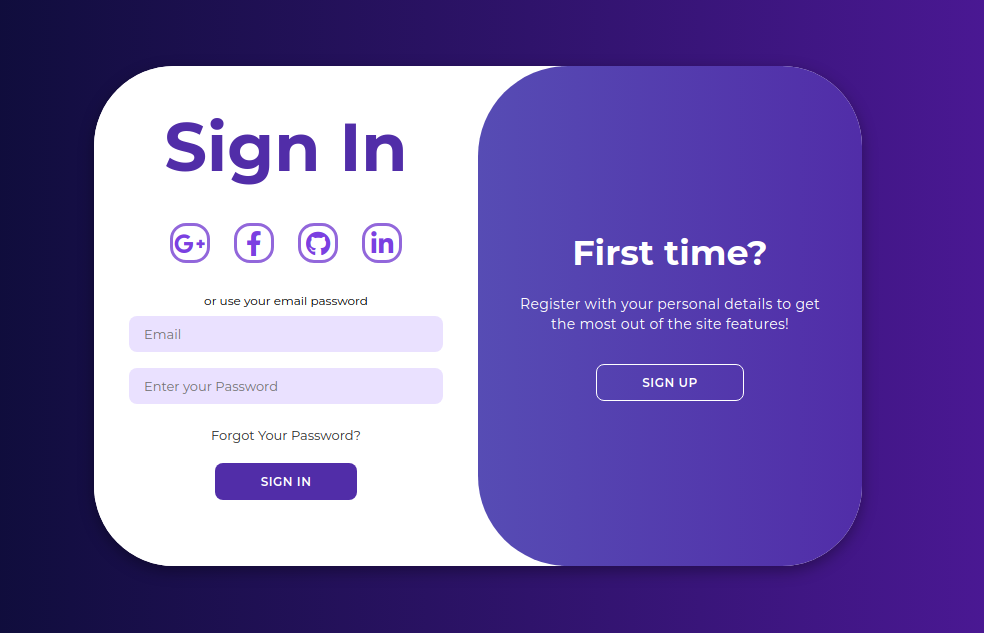 Sign In
G+
f
in
or use your email password
Email
Enter your Password
Forgot Your Password?
SIGN IN
First time?
Register with your personal details to get
the most out of the site features!
SIGN UP